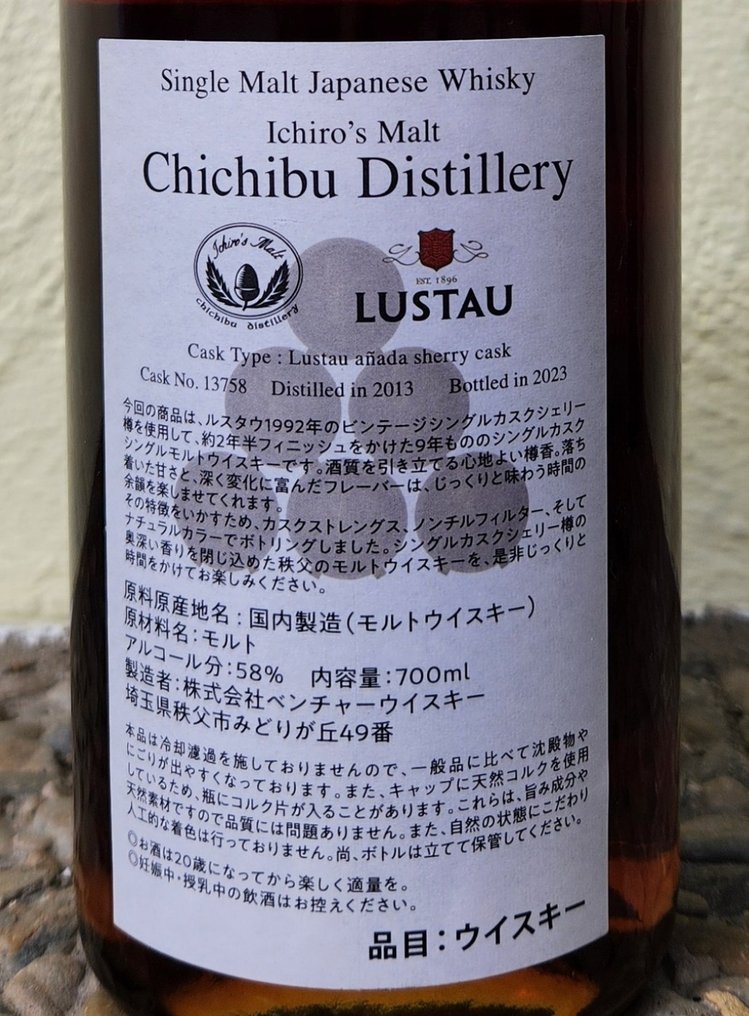 Single Malt Japanese Whisky
Ichiro's Malt
Chichibu Distillery
Ichiro's Malt
chichibu distillery
EST. 1896
LUSTAU
Cask Type : Lustau añada sherry cask
Cask No. 13758 Distilled in 2013 Bottled in 2023
今回の商品は、ルスタウ1992年のビンテージシングルカスクシェリー
樽を使用して、約2年半フィニッシュをかけた9年もののシングルカスク
シングルモルトウイスキーです。酒質を引き立てる心地よい樽香。落ち
着いた甘さと、深く変化に富んだフレーバーは、じっくりと味わう時間の
余韻を楽しませてくれます。
その特徴をいかすため、カスクストレングス、ノンチルフィルター、そして
ナチュラルカラーでボトリングしました。シングルカスクシェリー樽の
奥深い香りを閉じ込めた秩父のモルトウイスキーを、是非じっくりと
時間をかけてお楽しみください。
原料原産地名：国内製造（モルトウイスキー）
原材料名：モルト
アルコール分：58% 内容量：700ml
製造者：株式会社ベンチャーウイスキー
埼玉県秩父市みどりが丘49番
本品は冷却濾過を施しておりませんので、一般品に比べて沈殿物や
にごりが出やすくなっております。また、キャップに天然コルクを使用
しているため、瓶にコルク片が入ることがあります。これらは、旨み成分や
天然素材ですので品質には問題ありません。また、自然の状態にこだわり
人工的な着色は行っておりません。尚、ボトルは立てて保管してください。
◎お酒は20歳になってから楽しく適量を。
◎妊娠中・授乳中の飲酒はお控えください。
品目：ウイスキー